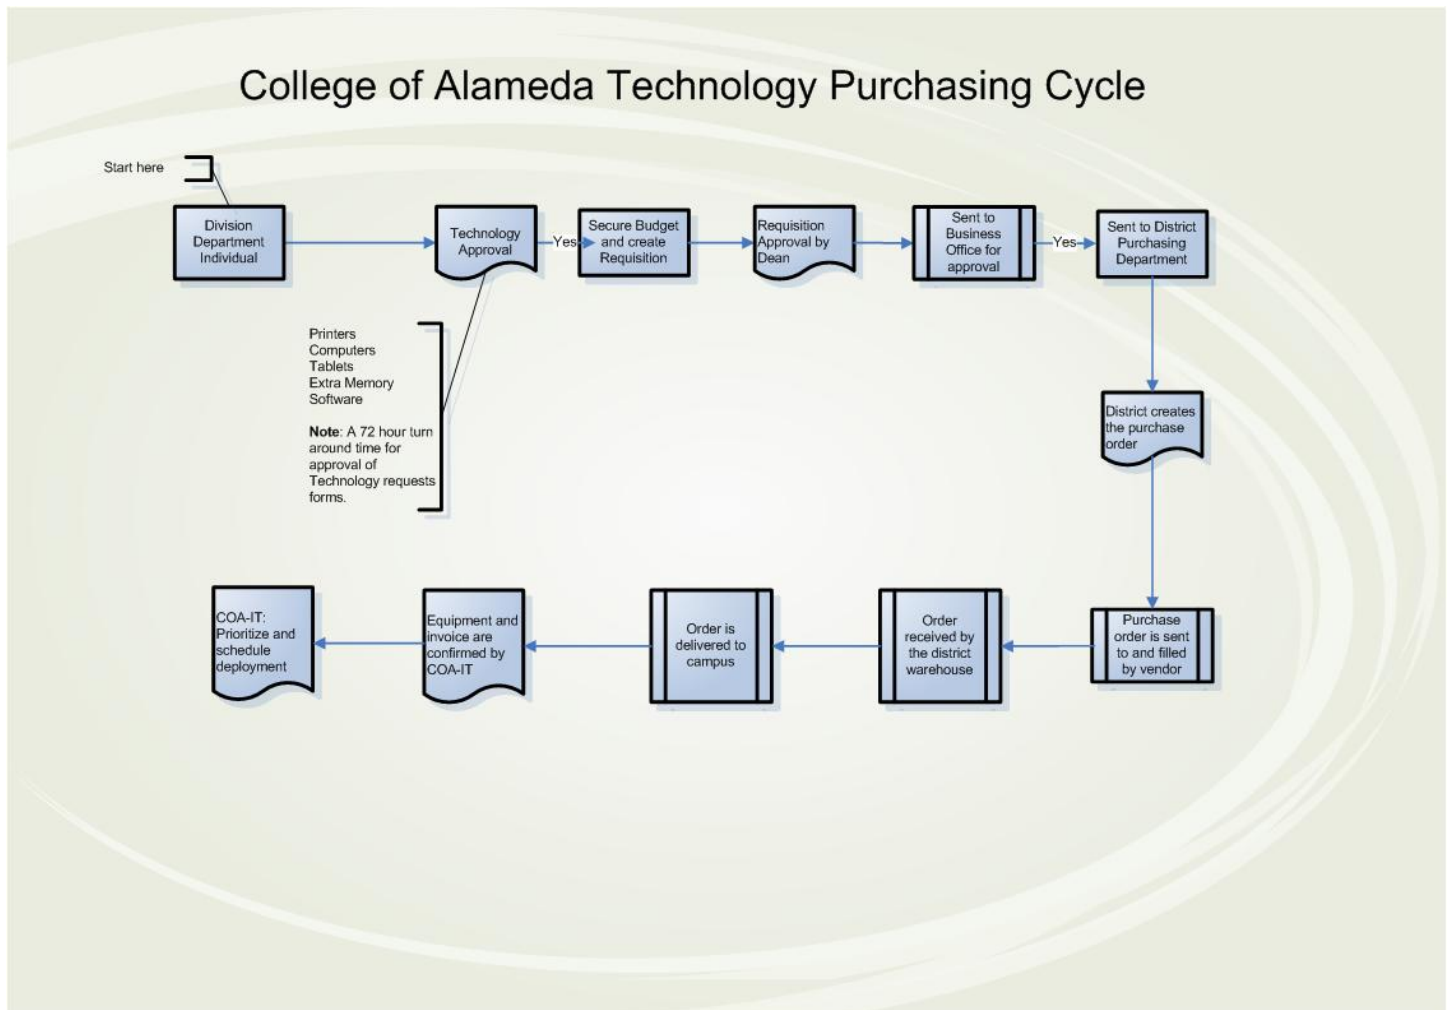 College of Alameda Technology Purchasing Cycle
Start here
Division
Department
Individual
Technology
Approval
Yes
Secure Budget
and create
Requisition
Requisition
Approval by
Dean
Sent to
Business
Office for
approval
Yes
Sent to District
Purchasing
Department
Printers
Computers
Tablets
Extra Memory
Software
Note: A 72 hour turn
around time for
approval of
Technology requests
forms.
District creates
the purchase
order
Purchase
order is sent
to and filled
by vendor
Order
received by
the district
warehouse
Order is
delivered to
campus
Equipment and
invoice are
confirmed by
COA-IT
COA-IT:
Prioritize and
schedule
deployment